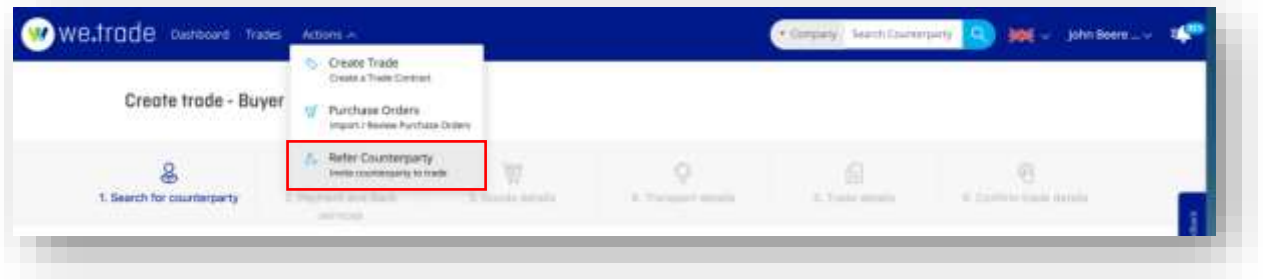 we.trade Dashboard Trades Actions Company Search Counterparty John Beere ...
Create Trade
Create a Trade Contract
Create trade - Buyer
Purchase Orders
Import / Review Purchase Orders
Refer Counterparty
Invite counterparty to trade
1. Search for counterparty 2. Payment and Bank 3. Goods details 4. Transport details 5. Trade details 6. Confirm trade details
services